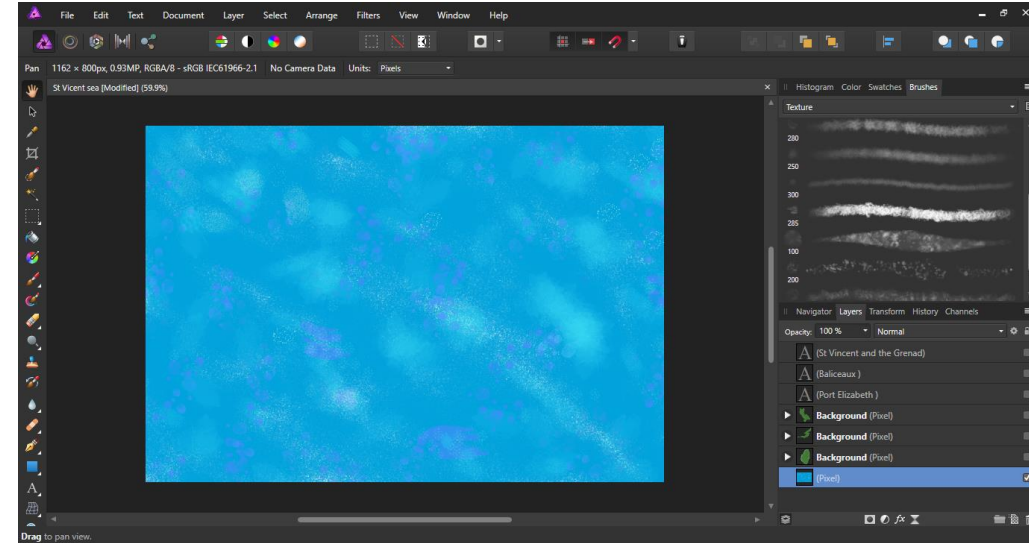 File Edit Text Document Layer Select Arrange Filters View Window Help
Pan 1162 × 800px, 0.93MP, RGBA/8 - sRGB IEC61966-2.1 No Camera Data Units: Pixels
St Vicent sea [Modified] (59.9%)
Histogram Color Swatches Brushes
Texture
280
250
300
285
100
200
Navigator Layers Transform History Channels
Opacity: 100 % Normal
A (St Vincent and the Grenad)
A (Baliceaux )
A (Port Elizabeth )
Background (Pixel)
Background (Pixel)
Background (Pixel)
(Pixel)
Drag to pan view.